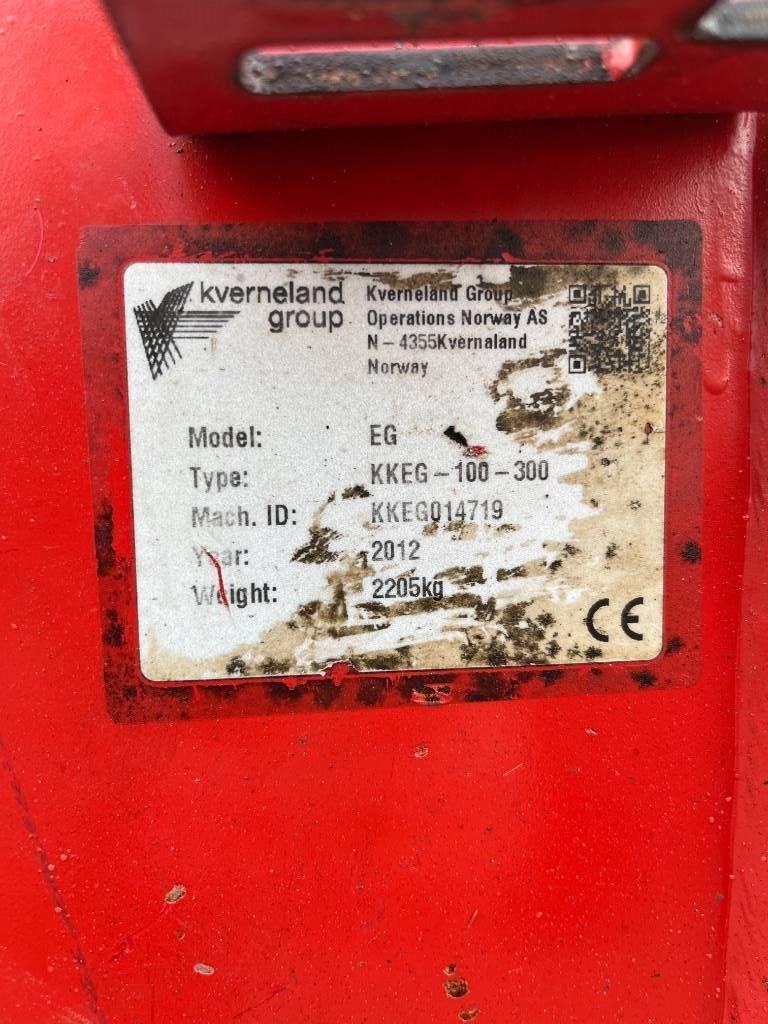 kverneland
group
Kverneland Group
Operations Norway AS
N - 4355Kvernaland
Norway
Model: EG
Type: KKEG - 100 - 300
Mach. ID: KKEG014719
Year: 2012
Weight: 2205kg
CE